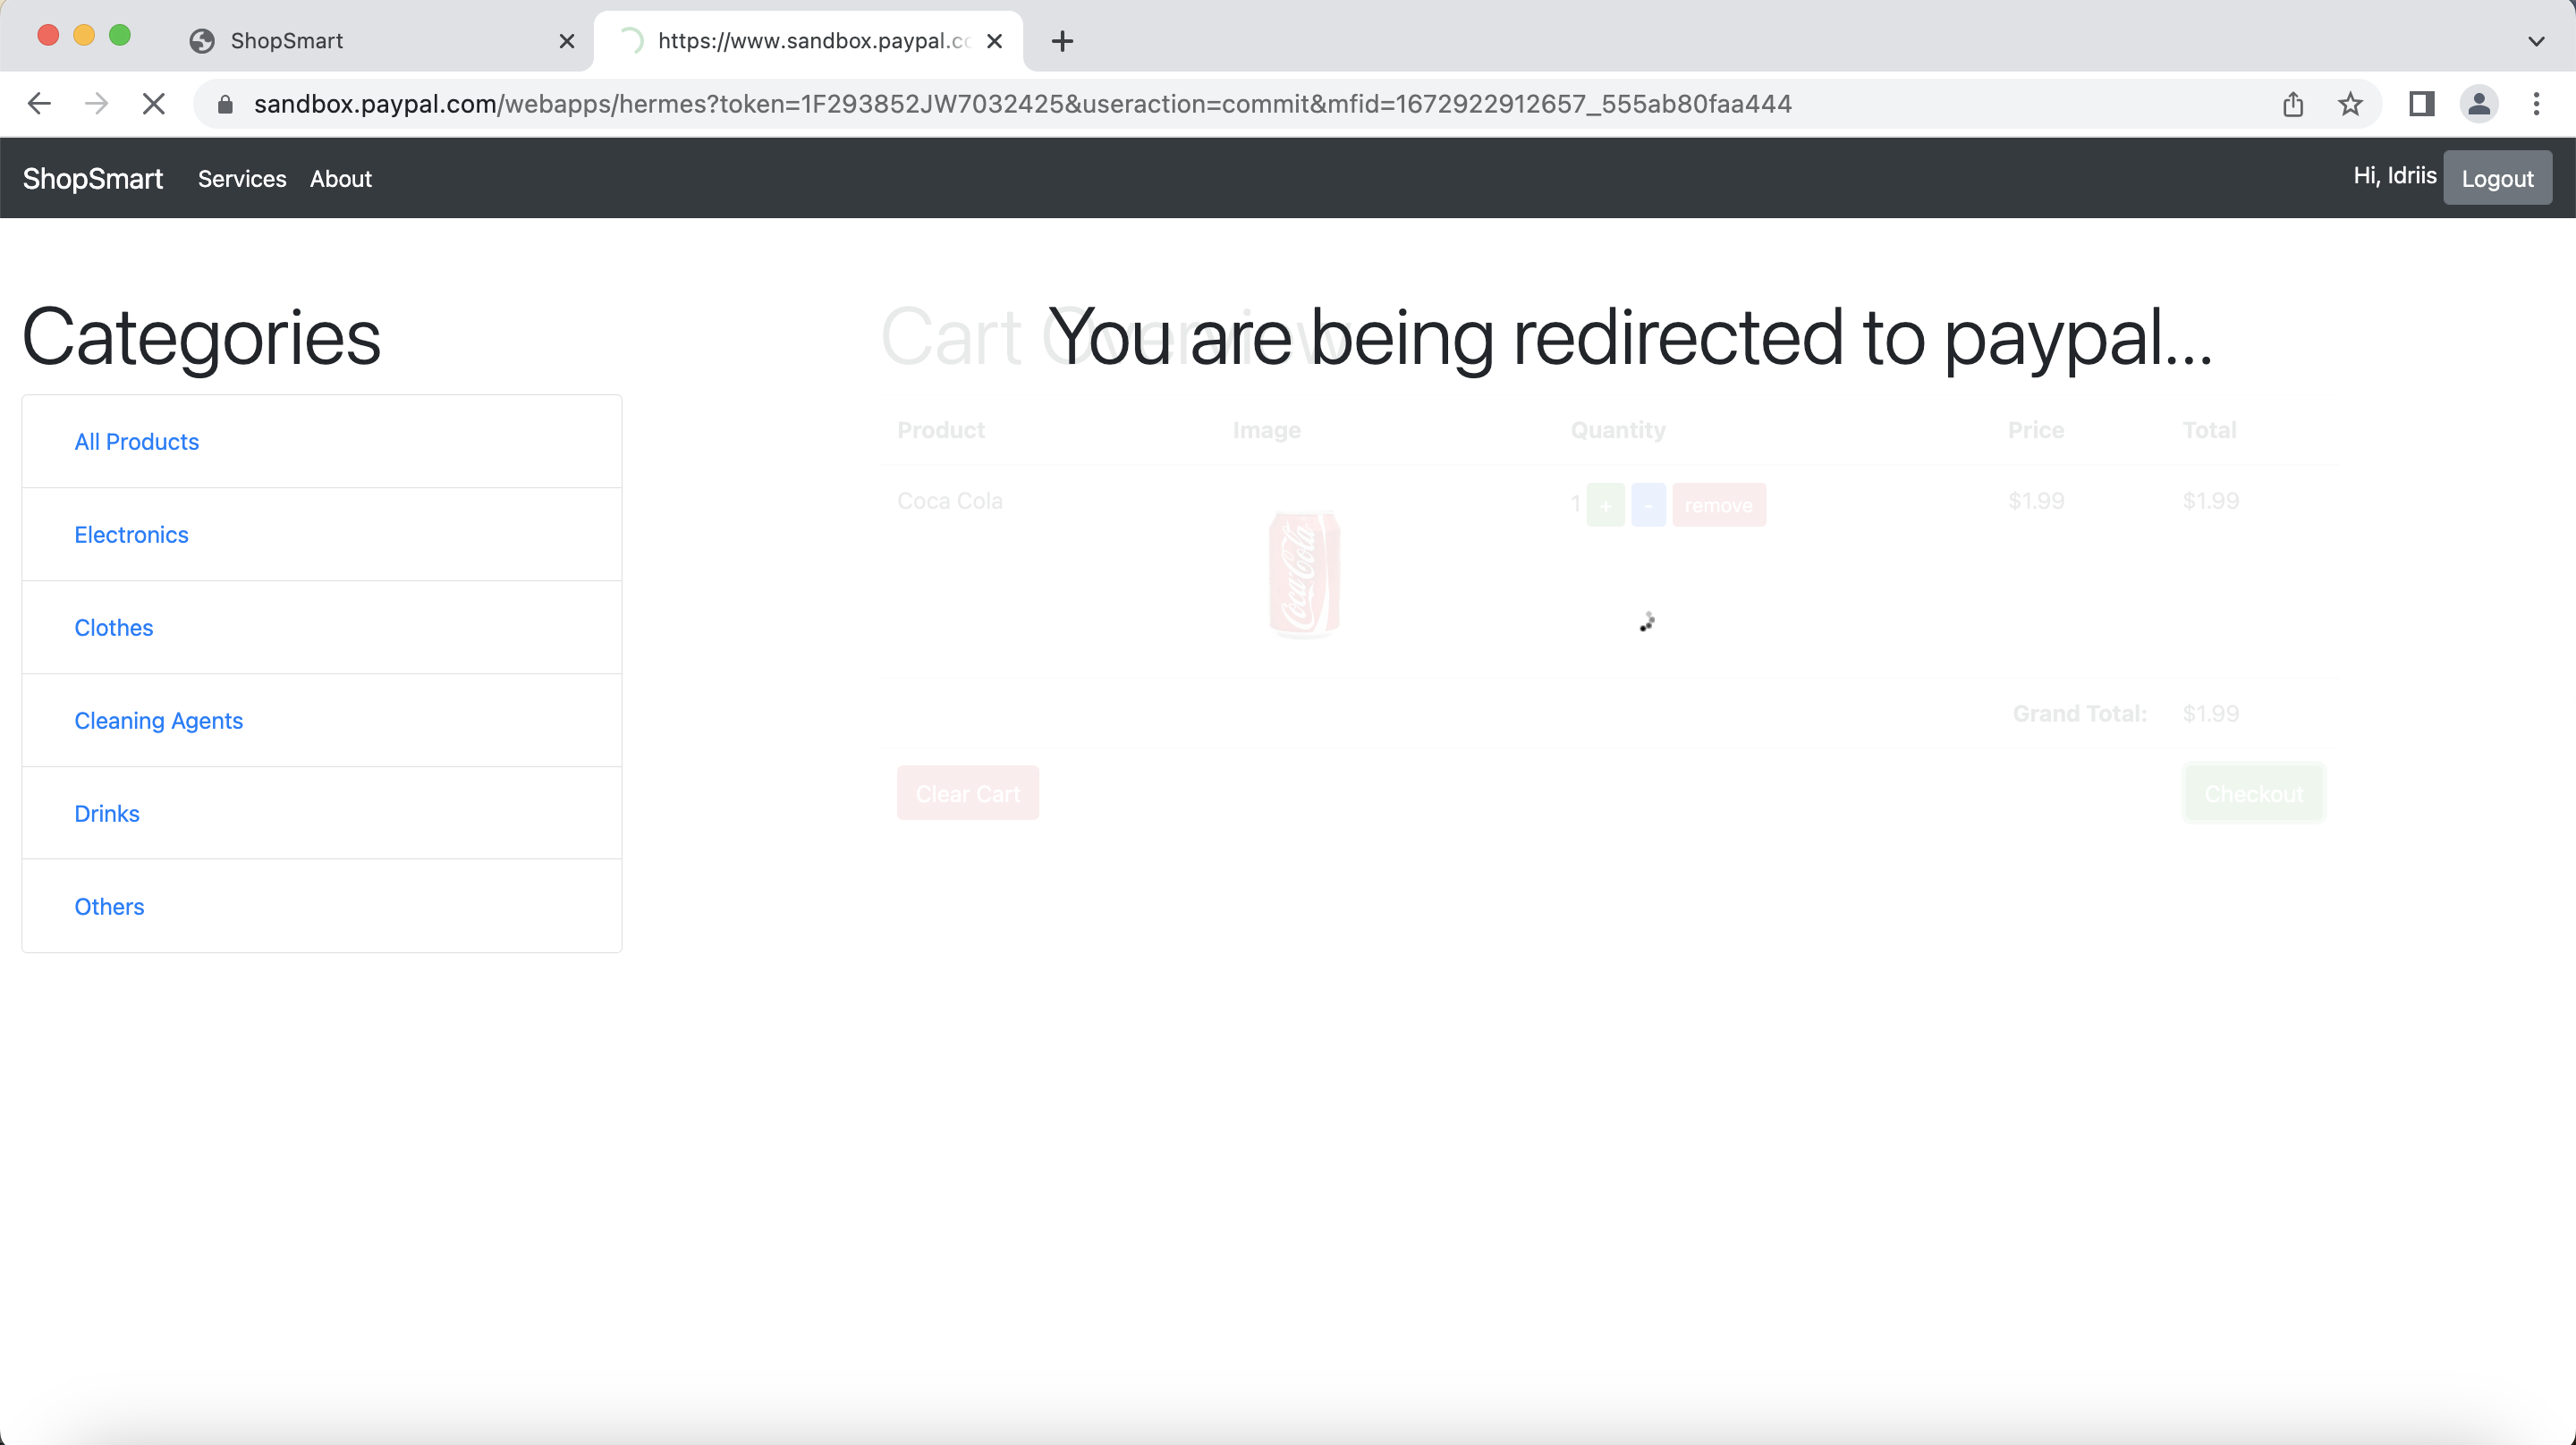 ShopSmart
https://www.sandbox.paypal.co
sandbox.paypal.com/webapps/hermes?token=1F293852JW7032425&useraction=commit&mfid=1672922912657_555ab80faa444
ShopSmart Services About Hi, Idriis Logout
Categories
All Products
Electronics
Clothes
Cleaning Agents
Drinks
Others
Cart Overview
You are being redirected to paypal...
Product Image Quantity Price Total
Coca Cola 1 + - remove $1.99 $1.99
Coca-Cola
Grand Total: $1.99
Clear Cart Checkout